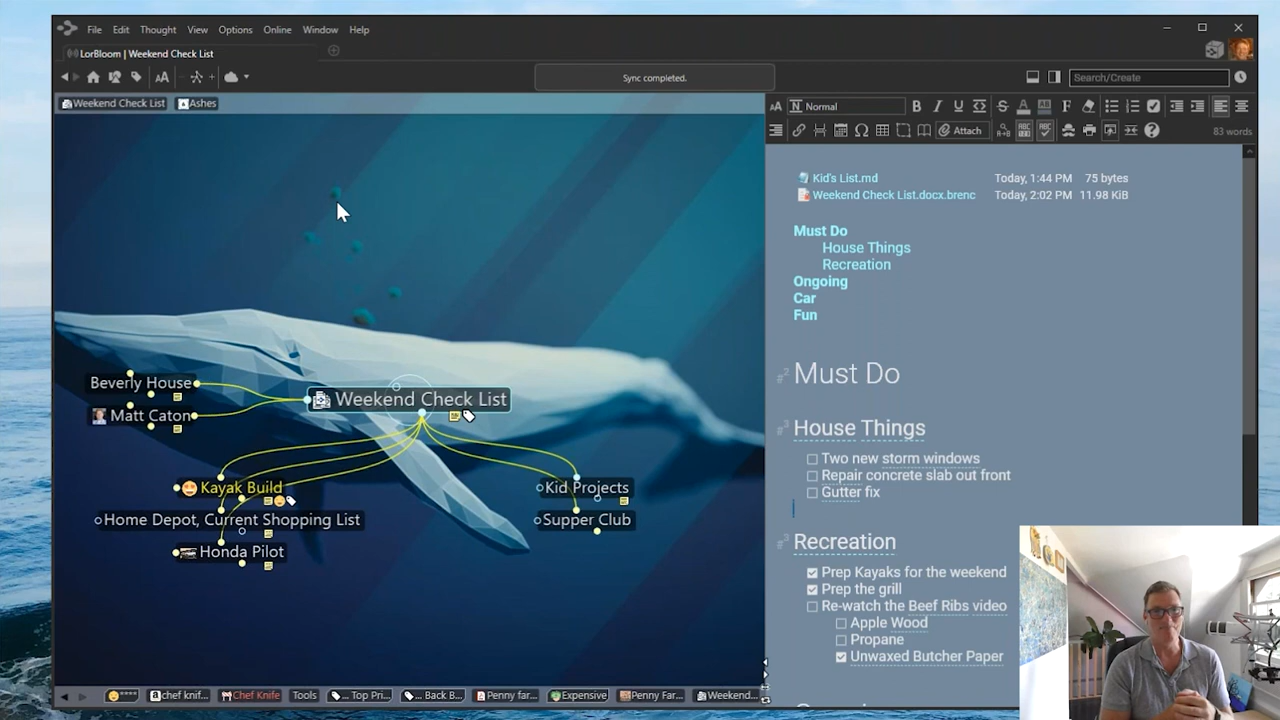 File Edit Thought View Options Online Window Help
LorBloom | Weekend Check List
Sync completed.
Search/Create
Weekend Check List Ashes
Normal
Attach
83 words
Kid's List.md Today, 1:44 PM 75 bytes
Weekend Check List.docx.brenc Today, 2:02 PM 11.98 KiB
Must Do
House Things
Recreation
Ongoing
Car
Fun
Must Do
House Things
Two new storm windows
Repair concrete slab out front
Gutter fix
Recreation
Prep Kayaks for the weekend
Prep the grill
Re-watch the Beef Ribs video
Apple Wood
Propane
Unwaxed Butcher Paper
Beverly House
Matt Caton
Weekend Check List
Kayak Build
Home Depot, Current Shopping List
Honda Pilot
Kid Projects
Supper Club
chef knif... Chef Knife Tools ... Top Pri... ... Back B... Penny far... Expensive Penny Far... Weekend...